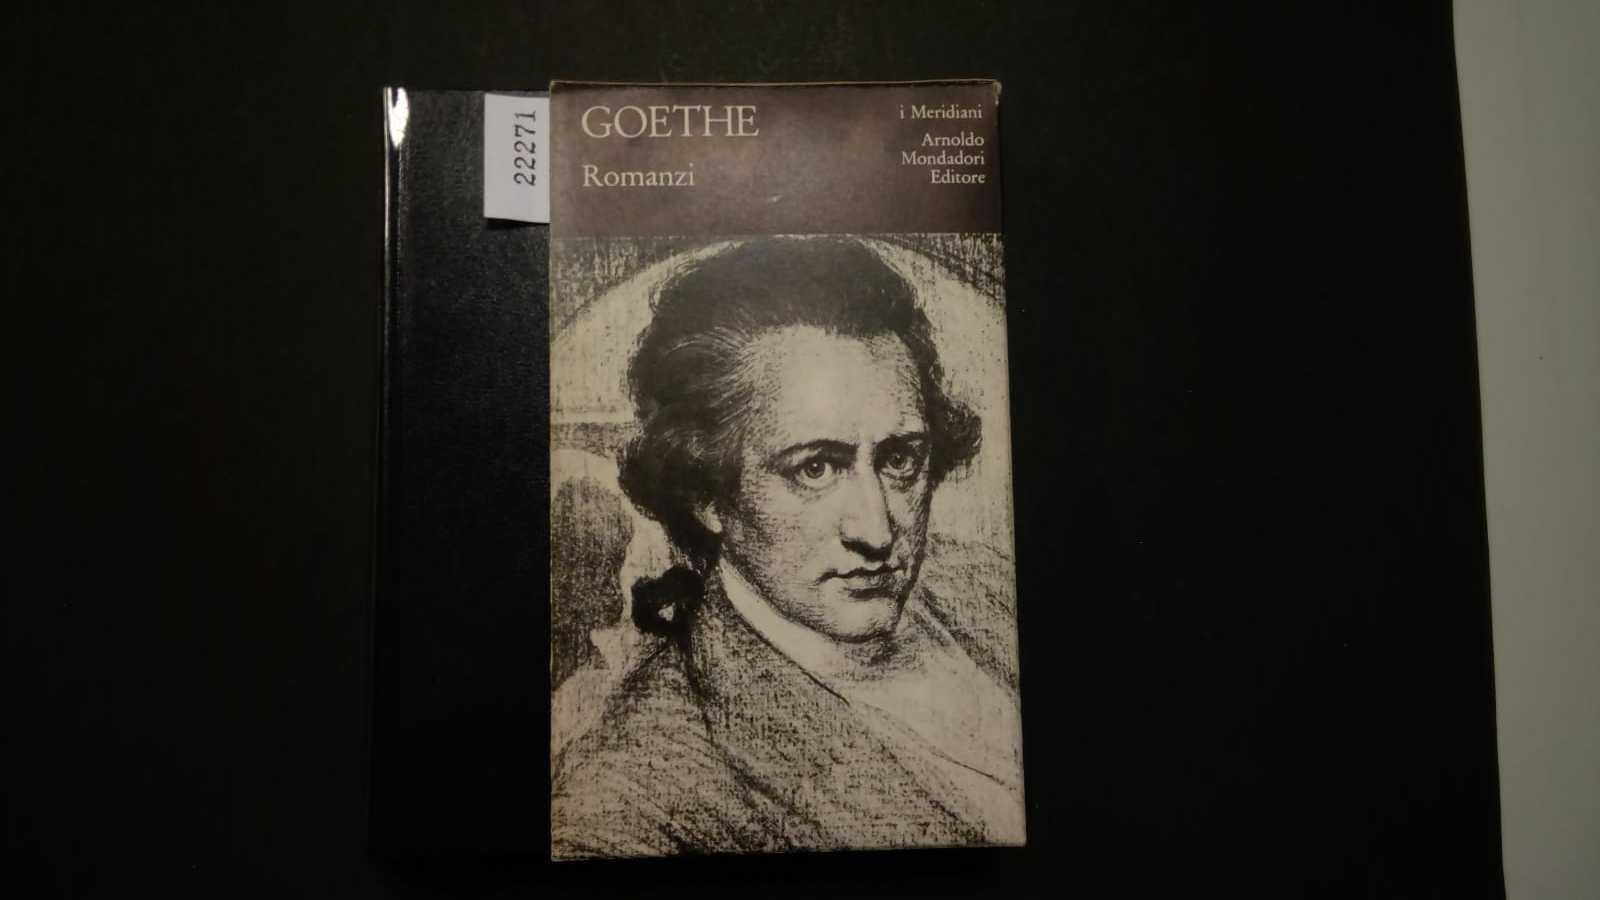 22271
GOETHE
Romanzi
i Meridiani
Arnoldo
Mondadori
Editore